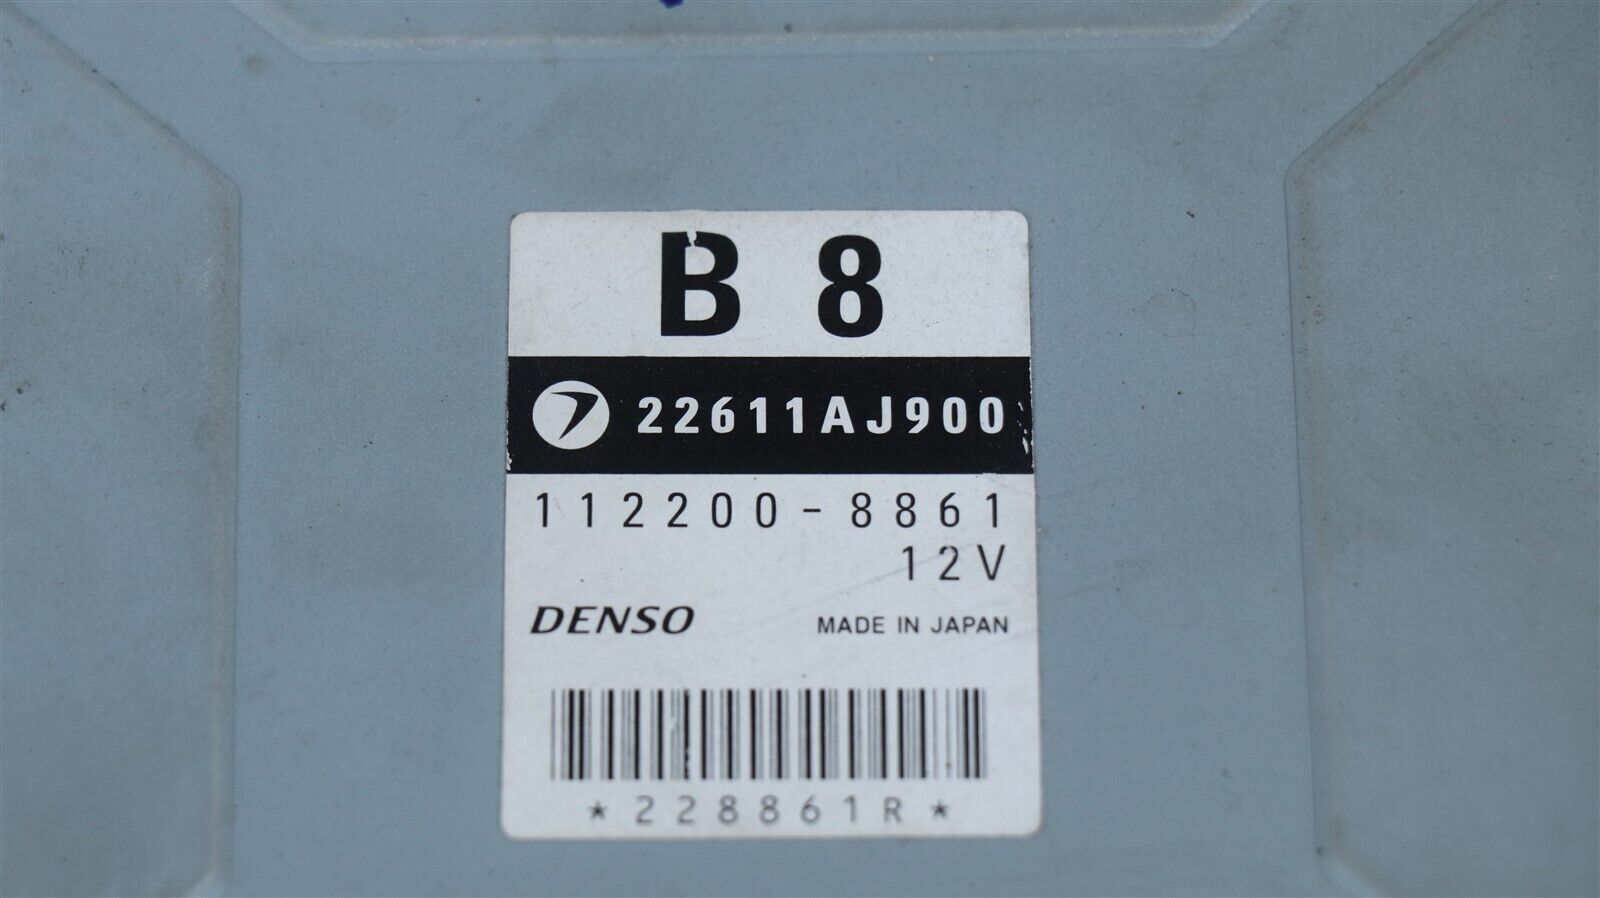 B 8
22611AJ900
112200-8861
12V
DENSO MADE IN JAPAN
*228861R*